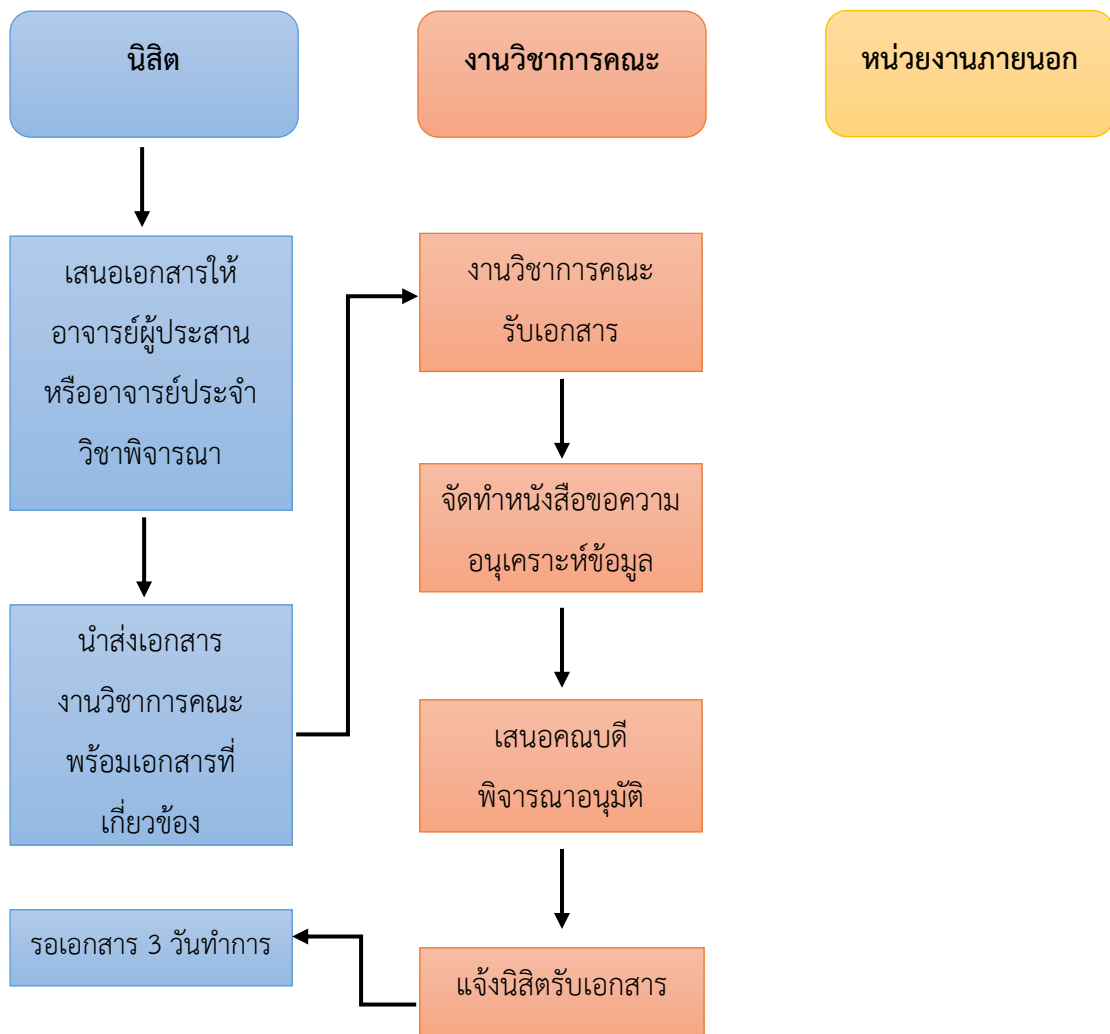 นิสิต
งานวิชาการคณะ
หน่วยงานภายนอก
เสนอเอกสารให้
อาจารย์ผู้ประสาน
หรืออาจารย์ประจำ
วิชาพิจารณา
นำส่งเอกสาร
งานวิชาการคณะ
พร้อมเอกสารที่
เกี่ยวข้อง
งานวิชาการคณะ
รับเอกสาร
จัดทำหนังสือขอความ
อนุเคราะห์ข้อมูล
เสนอคณบดี
พิจารณาอนุมัติ
แจ้งนิสิตรับเอกสาร
รอเอกสาร 3 วันทำการ